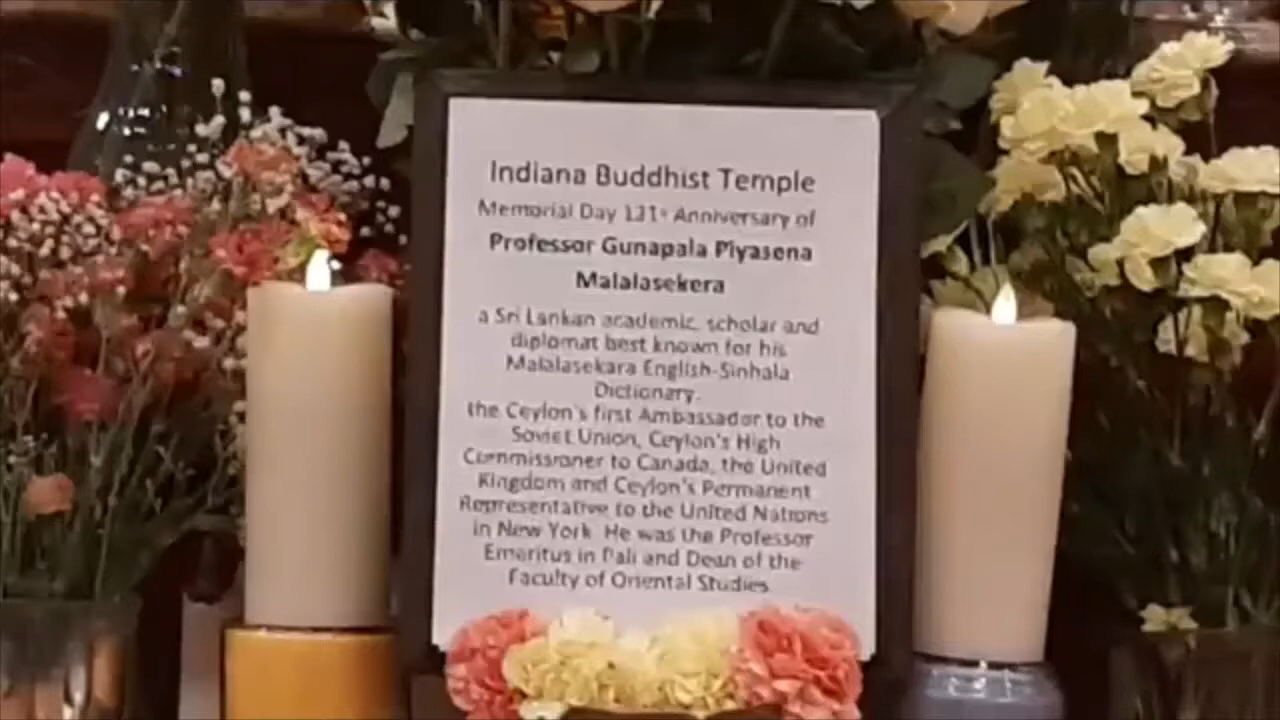 Indiana Buddhist Temple
Memorial Day 121st Anniversary of
Professor Gunapala Piyasena
Malalasekera
a Sri Lankan academic, scholar and
diplomat best known for his
Malalasekara English-Sinhala
Dictionary.
the Ceylon's first Ambassador to the
Soviet Union, Ceylon's High
Commissioner to Canada, the United
Kingdom and Ceylon's Permanent
Representative to the United Nations
in New York. He was the Professor
Emeritus in Pali and Dean of the
Faculty of Oriental Studies.